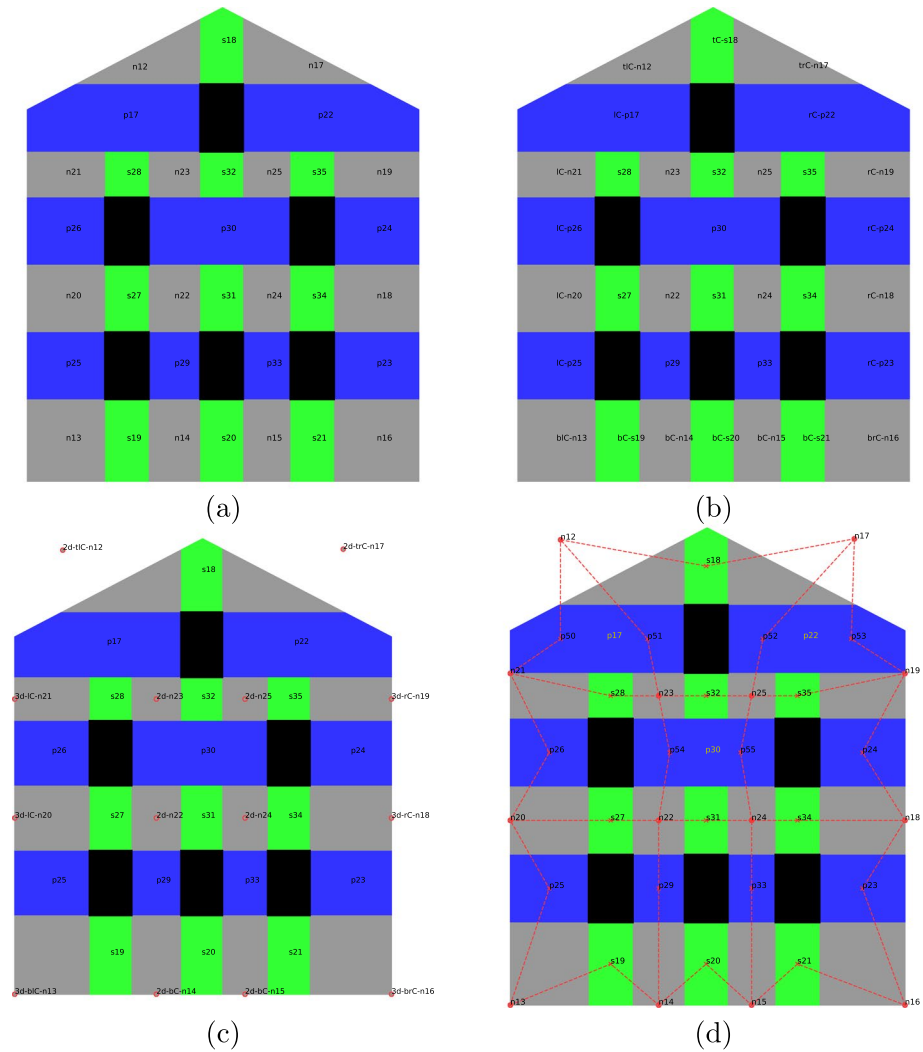 s18
n12 n17
p17 p22
n21 s28 n23 s32 n25 s35 n19
p26 p30 p24
n20 s27 n22 s31 n24 s34 n18
p25 p29 p33 p23
n13 s19 n14 s20 n15 s21 n16
(a)
tC-s18
tlC-n12 trC-n17
lC-p17 rC-p22
lC-n21 s28 n23 s32 n25 s35 rC-n19
lC-p26 p30 rC-p24
lC-n20 s27 n22 s31 n24 s34 rC-n18
lC-p25 p29 p33 rC-p23
blC-n13 bC-s19 bC-n14 bC-s20 bC-n15 bC-s21 brC-n16
(b)
2d-tlC-n12 2d-trC-n17
s18
p17 p22
3d-lC-n21 s28 2d-n23 s32 2d-n25 s35 3d-rC-n19
p26 p30 p24
3d-lC-n20 s27 2d-n22 s31 2d-n24 s34 3d-rC-n18
p25 p29 p33 p23
s19 s20 s21
3d-blC-n13 2d-bC-n14 2d-bC-n15 3d-brC-n16
(c)
n12 n17
s18
p50 p17 p51 p52 p22 p53
n21 n19
s28 n23 s32 n25 s35
p26 p54 p30 p55 p24
n20 s27 n22 s31 n24 s34 n18
p25 p29 p33 p23
s19 s20 s21
n13 n14 n15 n16
(d)